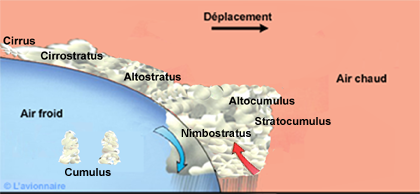 Déplacement
Cirrus
Cirrostratus
Altostratus
Air chaud
Altocumulus
Air froid
Stratocumulus
Nimbostratus
Cumulus
© L'avionnaire